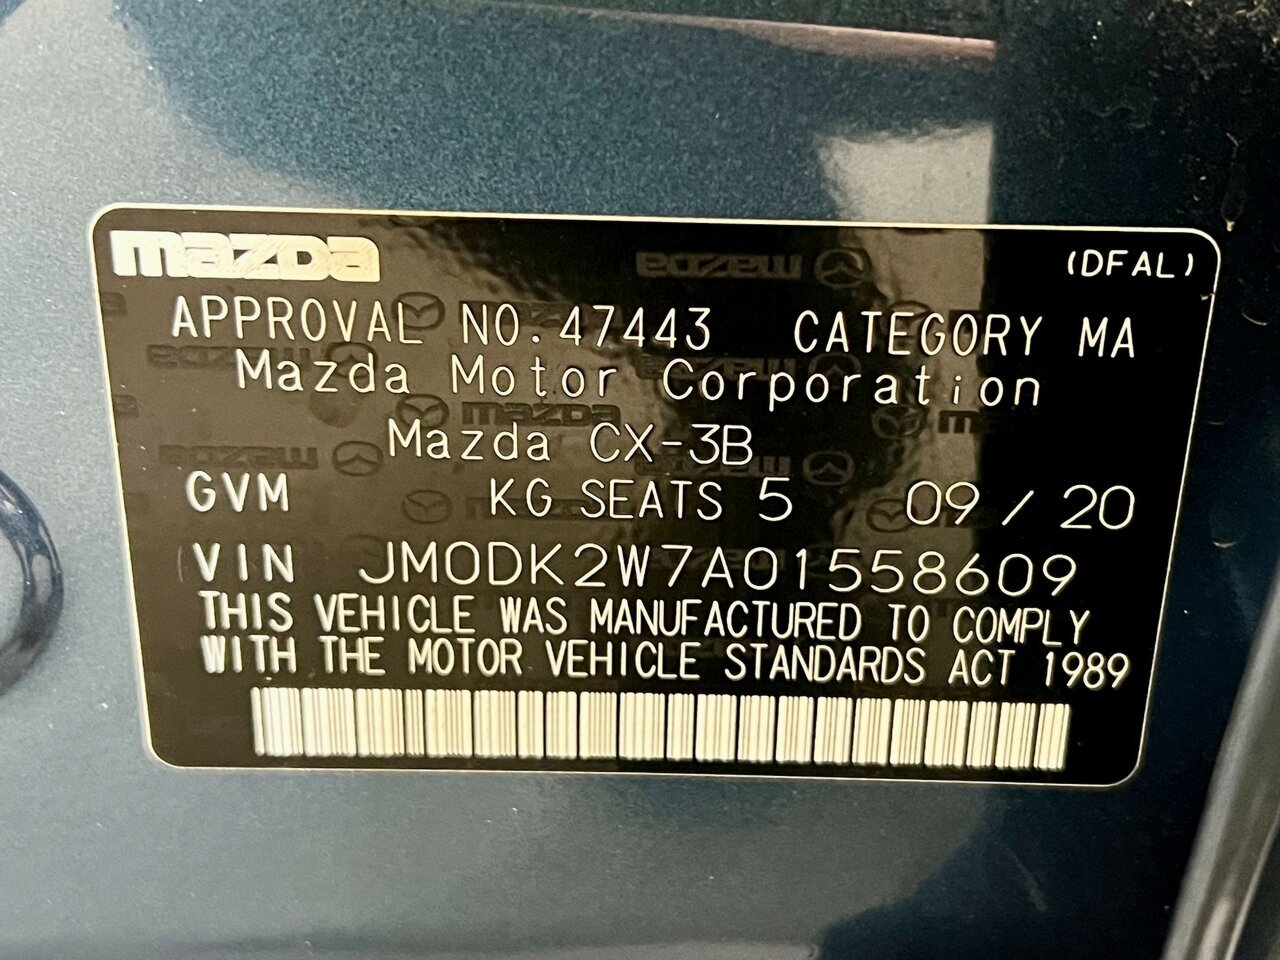 mazda (DFAL)
APPROVAL NO. 47443 CATEGORY MA
Mazda Motor Corporation
Mazda CX-3B
GVM KG SEATS 5 09 / 20
VIN JM0DK2W7A01558609
THIS VEHICLE WAS MANUFACTURED TO COMPLY
WITH THE MOTOR VEHICLE STANDARDS ACT 1989